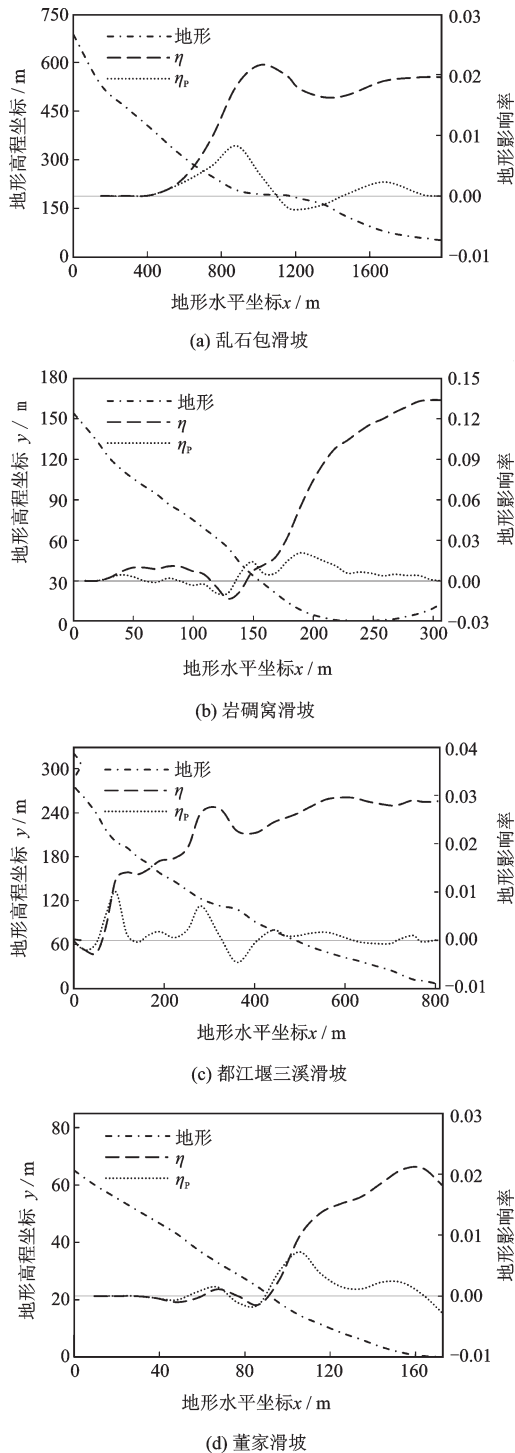 750
600
450
300
150
0
地形高程坐标 / m
地形
η
ηP
0.03
0.02
0.01
0.00
−0.01
地形影响率
0 400 800 1200 1600
地形水平坐标x / m
(a) 乱石包滑坡
180
150
120
90
60
30
0
地形高程坐标 y / m
地形
η
ηP
0.15
0.12
0.09
0.06
0.03
0.00
−0.03
地形影响率
0 50 100 150 200 250 300
地形水平坐标x / m
(b) 岩碉窝滑坡
300
240
180
120
60
0
地形高程坐标 y / m
地形
η
ηP
0.04
0.03
0.02
0.01
0.00
−0.01
地形影响率
0 200 400 600 800
地形水平坐标x / m
(c) 都江堰三溪滑坡
80
60
40
20
0
地形高程坐标 y / m
地形
η
ηP
0.03
0.02
0.01
0.00
−0.01
地形影响率
0 40 80 120 160
地形水平坐标x / m
(d) 董家滑坡